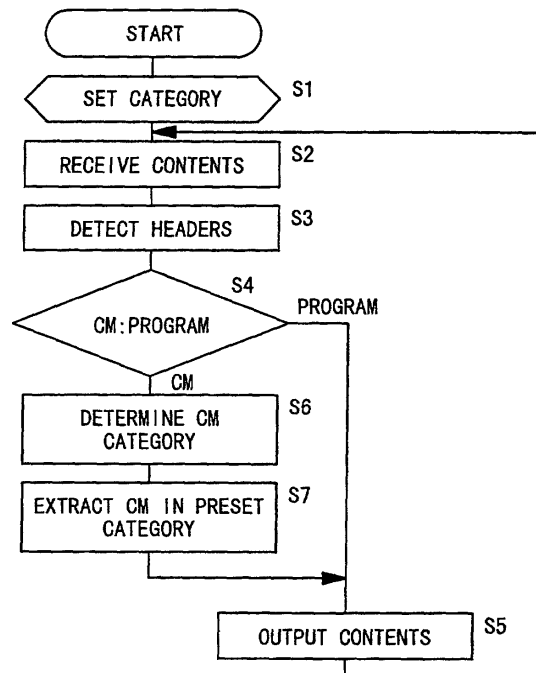 START
SET CATEGORY
S1
RECEIVE CONTENTS
S2
DETECT HEADERS
S3
S4
CM:PROGRAM
PROGRAM
CM
DETERMINE CM
CATEGORY
S6
EXTRACT CM IN PRESET
CATEGORY
S7
OUTPUT CONTENTS
S5